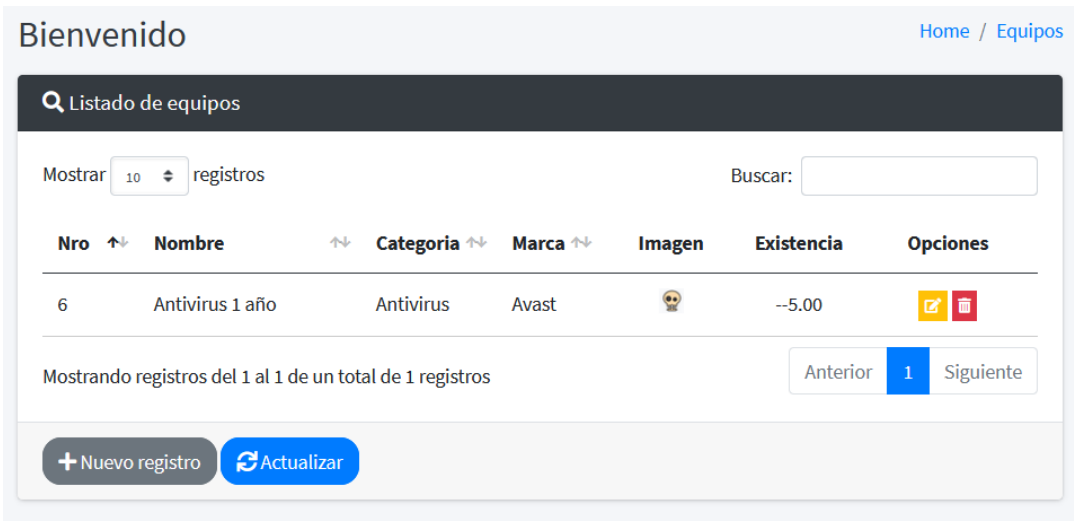 Bienvenido
Home / Equipos
Listado de equipos
Mostrar 10 registros
Buscar:
Nro Nombre Categoria Marca Imagen Existencia Opciones
6 Antivirus 1 año Antivirus Avast --5.00
Mostrando registros del 1 al 1 de un total de 1 registros
Anterior 1 Siguiente
Nuevo registro Actualizar